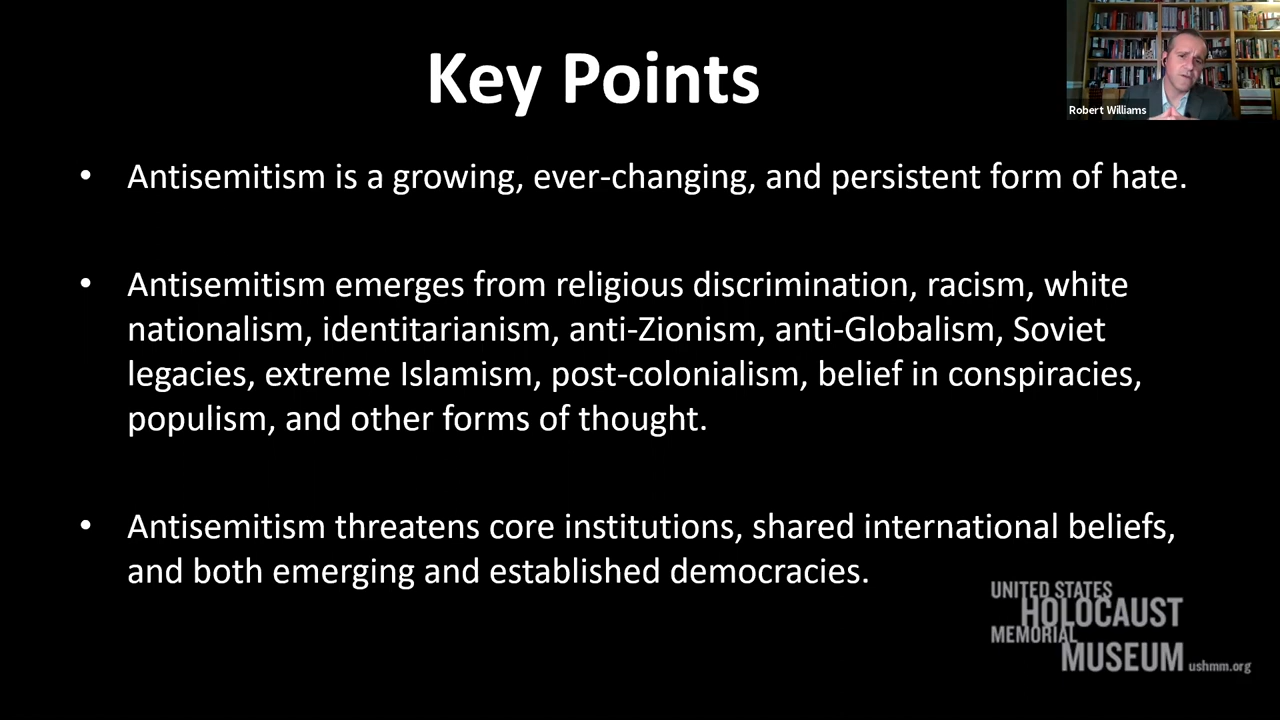 Key Points
Robert Williams
• Antisemitism is a growing, ever-changing, and persistent form of hate.
• Antisemitism emerges from religious discrimination, racism, white
nationalism, identitarianism, anti-Zionism, anti-Globalism, Soviet
legacies, extreme Islamism, post-colonialism, belief in conspiracies,
populism, and other forms of thought.
• Antisemitism threatens core institutions, shared international beliefs,
and both emerging and established democracies.
UNITED STATES
HOLOCAUST
MEMORIAL
MUSEUM ushmm.org